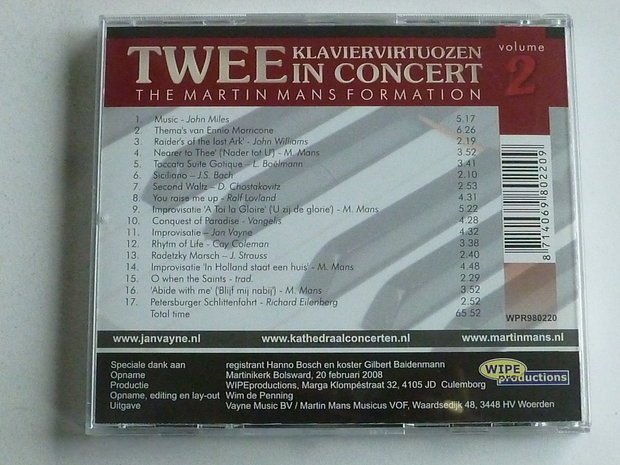 TWEE KLAVIERVIRTUOZEN IN CONCERT
volume 2
THE MARTIN MANS FORMATION
1. Music - John Miles 5.17
2. Thema's van Ennio Morricone 6.26
3. Raider's of the lost Ark' - John Williams 2.19
4. Nearer to Thee' ('Nader tot U') - M. Mans 3.52
5. Toccata Suite Gotique – L. Boëlmann 3.41
6. Siciliano – J.S. Bach 2.10
7. Second Waltz – D. Chostakovitz 2.53
8. You raise me up - Ralf Lovland 4.31
9. Improvisatie 'A Toi la Gloire' ('U zij de glorie') - M. Mans 5.22
10. Conquest of Paradise - Vangelis 4.28
11. Improvisatie – Jan Vayne 4.32
12. Rhytm of Life - Cay Coleman 3.38
13. Radetzky Marsch – J. Strauss 2.40
14. Improvisatie 'In Holland staat een huis' - M. Mans 4.48
15. O when the Saints - trad. 2.29
16. 'Abide with me' ('Blijf mij nabij') - M. Mans 3.52
17. Petersburger Schlittenfahrt - Richard Eilenberg 2.52
Total time 65 52
8 714069 802209
WPR980220
www.janvayne.nl www.kathedraalconcerten.nl www.martinmans.nl
Speciale dank aan registrant Hanno Bosch en koster Gilbert Baidenmann
Opname Martinikerk Bolsward, 20 februari 2008
Productie WIPEproductions, Marga Klompéstraat 32, 4105 JD Culemborg
Opname, editing en lay-out Wim de Penning
Uitgave Vayne Music BV / Martin Mans Musicus VOF, Waardsedijk 48, 3448 HV Woerden
WIPE
productions